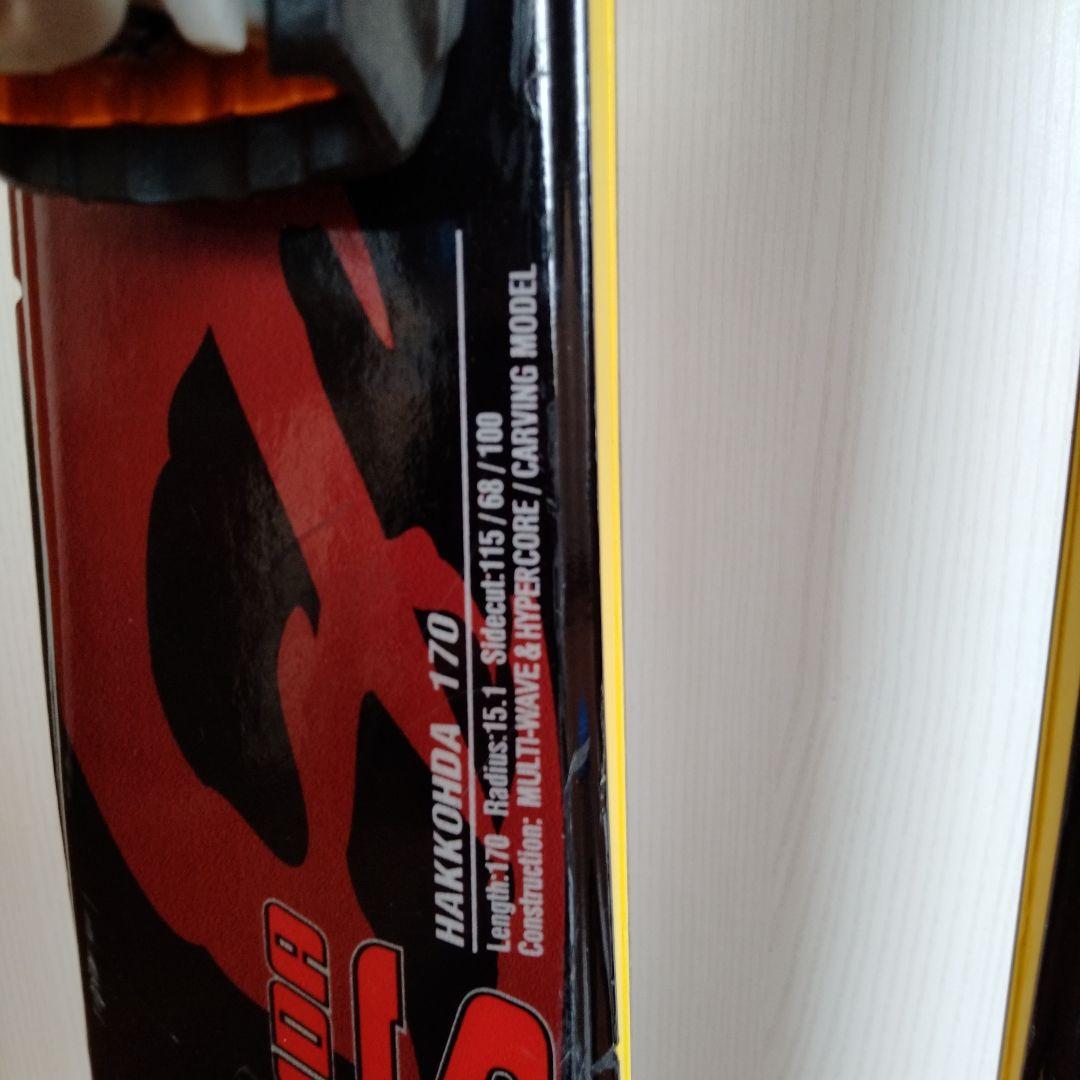 HAKKOHDA 170
Length:170 Radius:15.1 Sidecut:115/68/100
Construction: MULTI-WAVE & HYPERCORE/CARVING MODEL